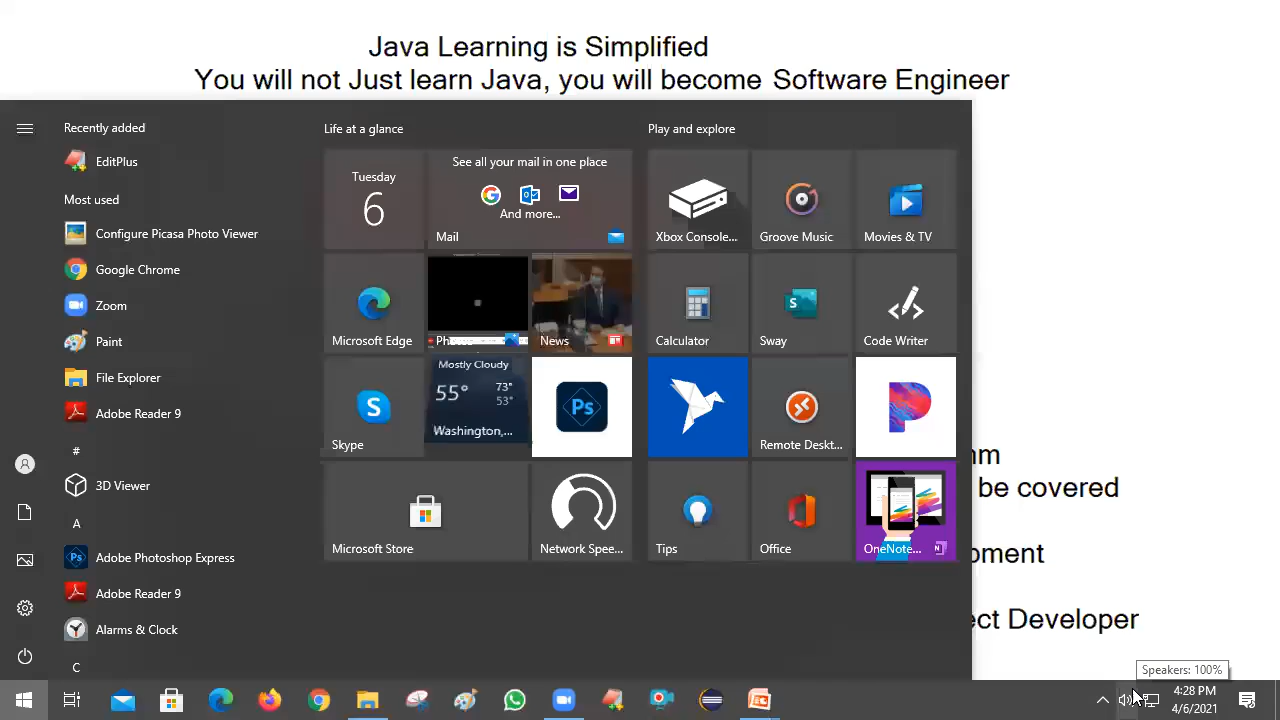 Java Learning is Simplified
You will not Just learn Java, you will become Software Engineer
Recently added
EditPlus
Most used
Configure Picasa Photo Viewer
Google Chrome
Zoom
Paint
File Explorer
Adobe Reader 9
#
3D Viewer
A
Adobe Photoshop Express
Adobe Reader 9
Alarms & Clock
C
Life at a glance
Tuesday
6
See all your mail in one place
And more...
Mail
Microsoft Edge
News
Skype
Mostly Cloudy
55°
73°
53°
Washington,...
Ps
Microsoft Store
Network Spee...
Play and explore
Xbox Console...
Groove Music
Movies & TV
Calculator
Sway
Code Writer
Remote Deskt...
Tips
Office
OneNote...
be covered
Developer
Speakers: 100%
4:28 PM
4/6/2021